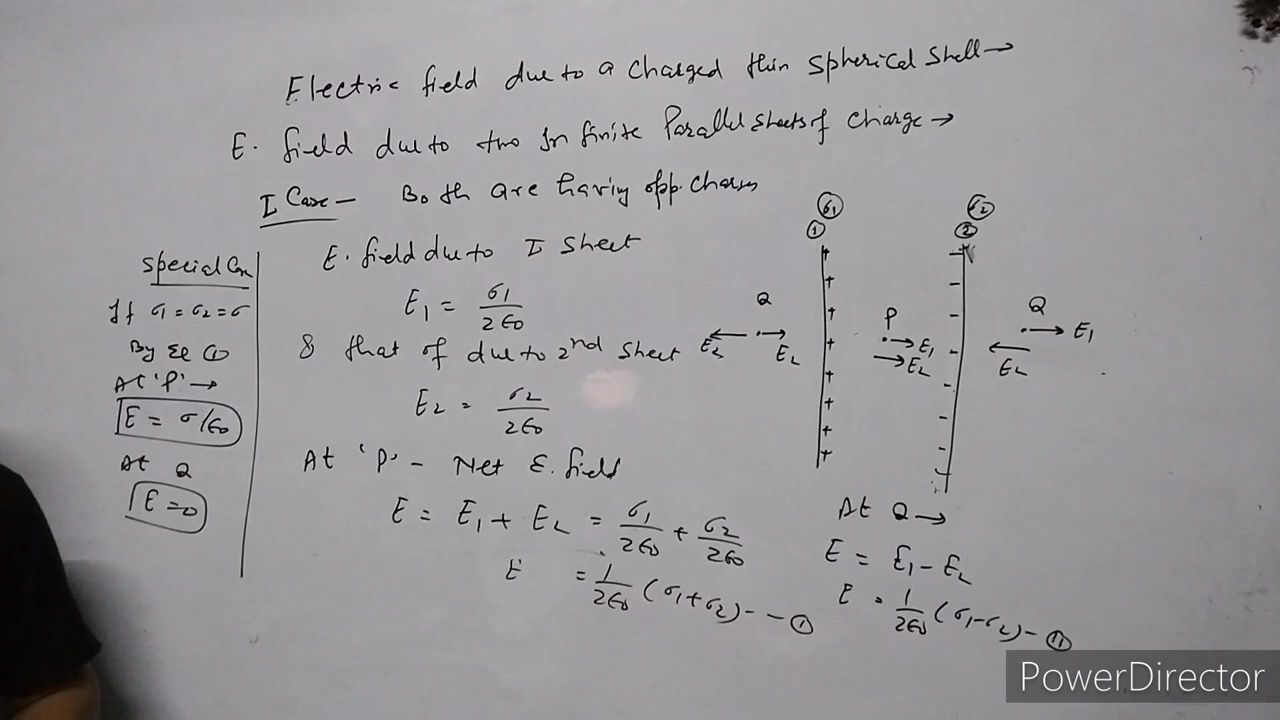 Electric field due to a charged thin spherical shell→
E. field due to two Infinite Parallel sheets of charge →
I Case – Both are having opp. Charges
E. field due to I sheet
E₁ = σ1/2ε0
& that of due to 2nd sheet
E₂ = σ2/2ε0
At 'P' – Net E. field
E = E₁ + E₂ = σ1/2ε0 + σ2/2ε0
E = 1/2ε0 (σ1+σ2) - - ①
Special Case
If σ1 = σ2 = σ
By Eq ①
At 'P' →
E = σ/ε0
At Q
E = 0
σ1 σ2
① ②
+ + + + + + +
– – – – – – – –
Q
E₂ E₂
P
E₁
E₂
Q
E₁
E₂
At Q →
E = E₁ – E₂
E = 1/2ε0 (σ1-σ2) – ⑪
PowerDirector